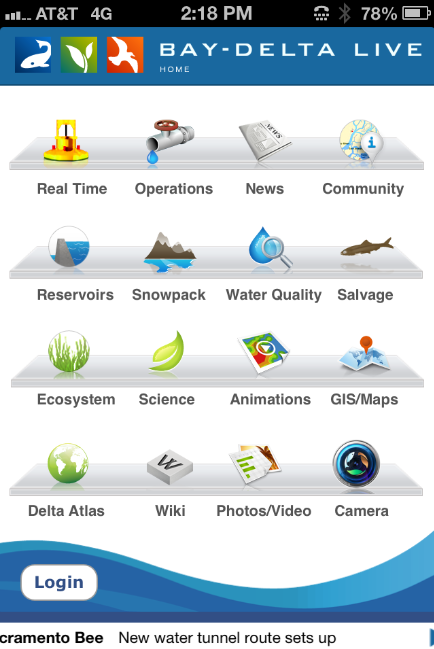 AT&T 4G 2:18 PM 78%
BAY-DELTA LIVE
HOME
NEWS
Real Time Operations News Community
Reservoirs Snowpack Water Quality Salvage
Ecosystem Science Animations GIS/Maps
W
Delta Atlas Wiki Photos/Video Camera
Login
cramento Bee New water tunnel route sets up